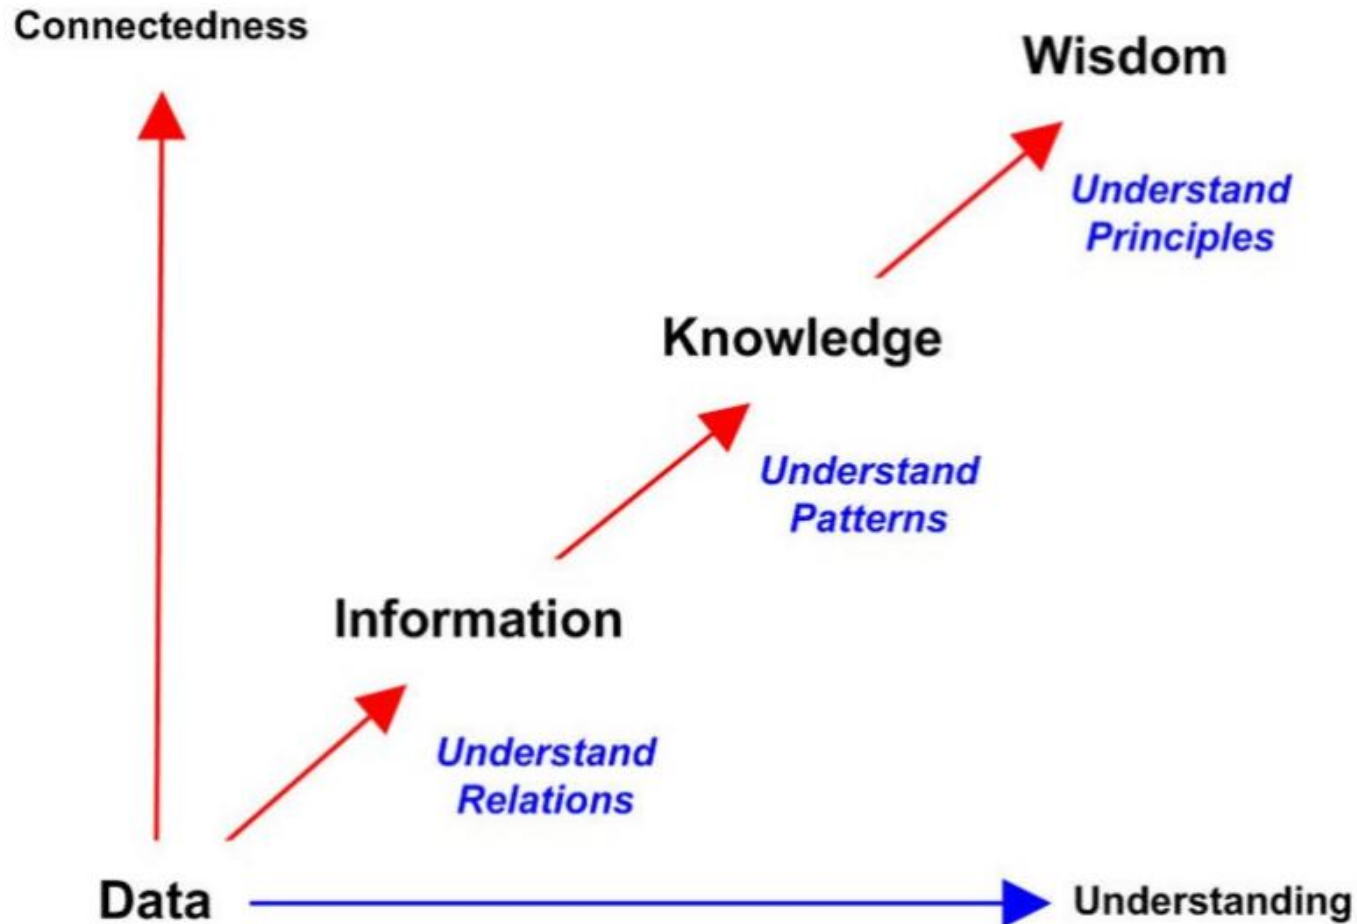 Connectedness
Wisdom
Understand
Principles
Knowledge
Understand
Patterns
Information
Understand
Relations
Data
Understanding